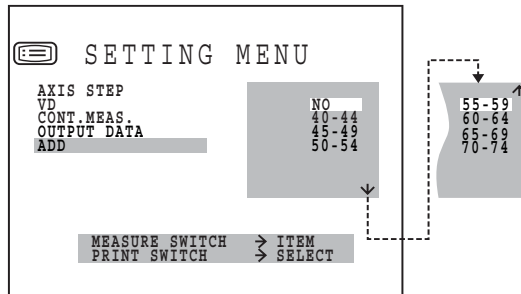 SETTING MENU
AXIS STEP
VD
CONT.MEAS.
OUTPUT DATA
ADD
NO
40-44
45-49
50-54
55-59
60-64
65-69
70-74
MEASURE SWITCH → ITEM
PRINT SWITCH → SELECT